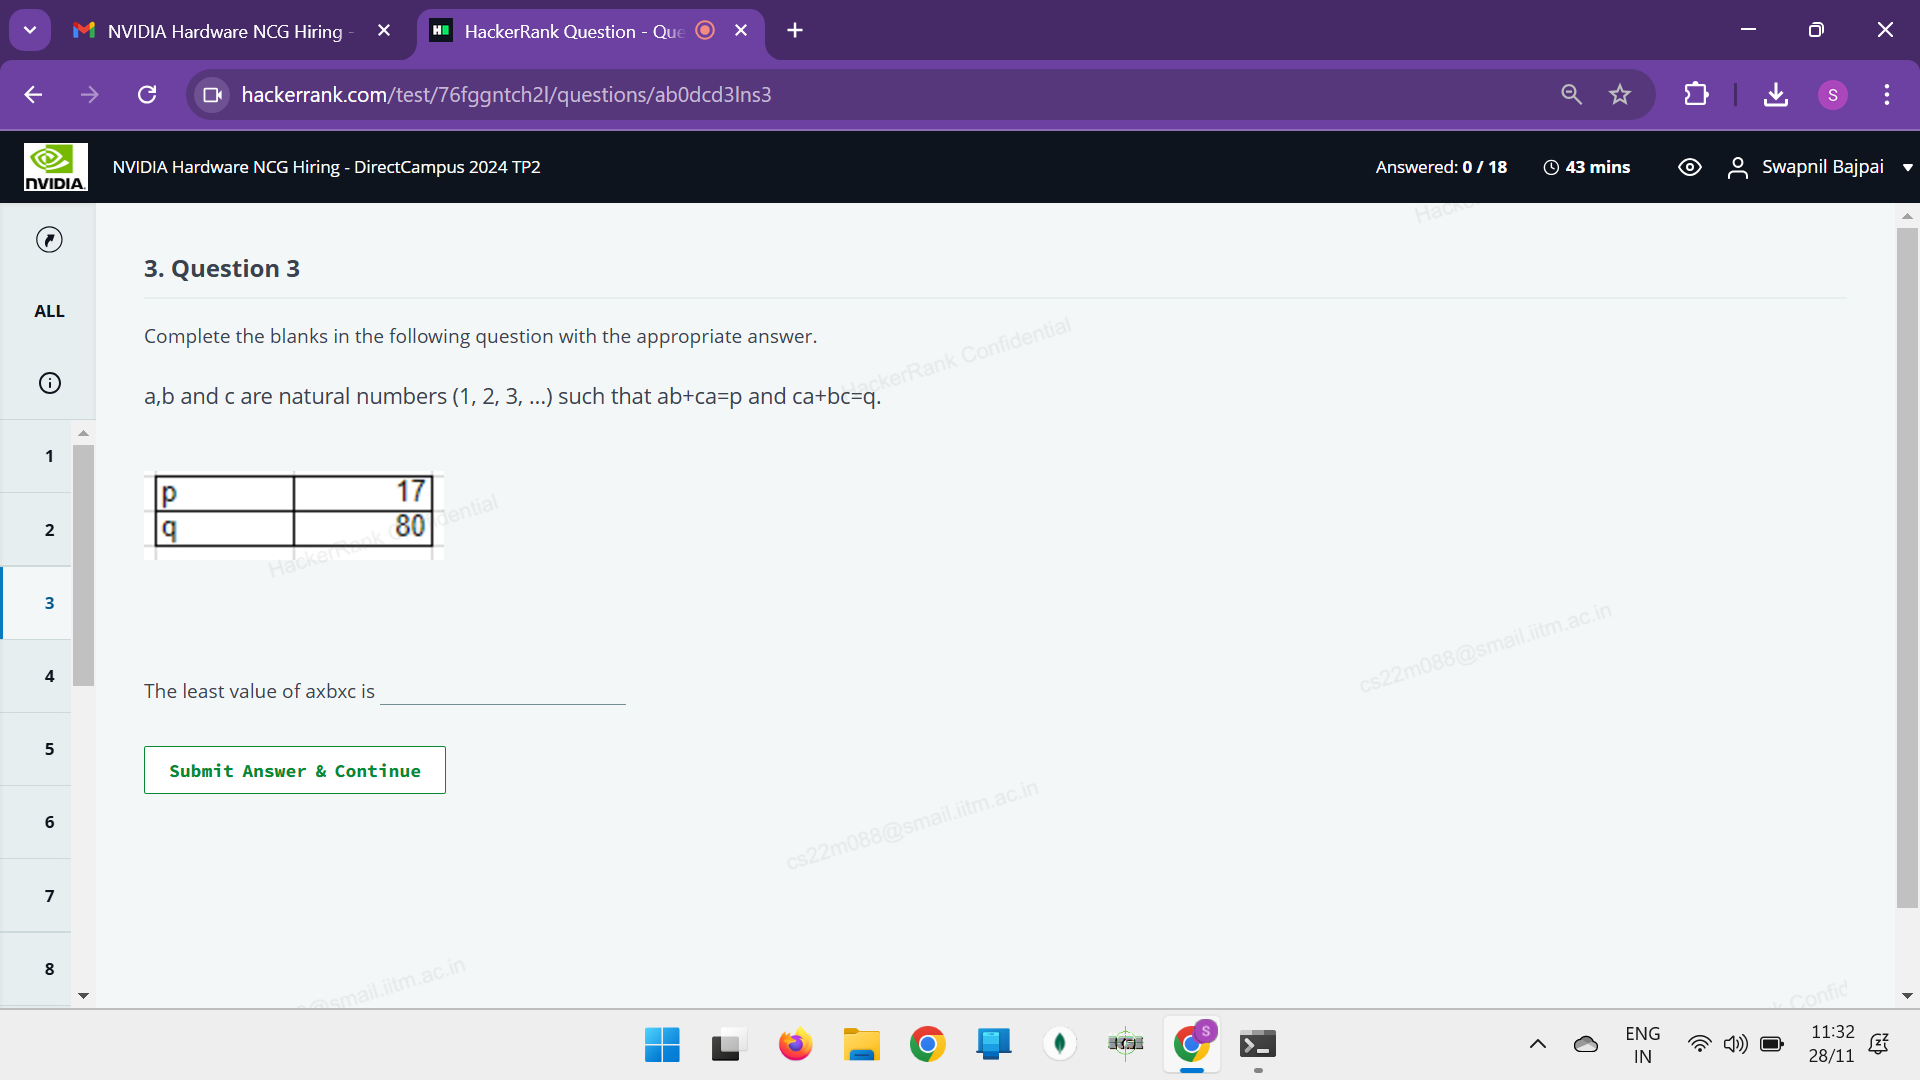 NVIDIA Hardware NCG Hiring -
HackerRank Question - Que
hackerrank.com/test/76fggntch2l/questions/ab0dcd3lns3
S
NVIDIA
NVIDIA Hardware NCG Hiring - DirectCampus 2024 TP2
Answered: 0 / 18
43 mins
Swapnil Bajpai
ALL
1
2
3
4
5
6
7
8
3. Question 3
Complete the blanks in the following question with the appropriate answer.
a,b and c are natural numbers (1, 2, 3, ...) such that ab+ca=p and ca+bc=q.
p 17
q 80
The least value of axbxc is
Submit Answer & Continue
HackerRank Confidential
HackerRank Confidential
cs22m088@smail.iitm.ac.in
cs22m088@smail.iitm.ac.in
@smail.iitm.ac.in
S
ENG
IN
11:32
28/11